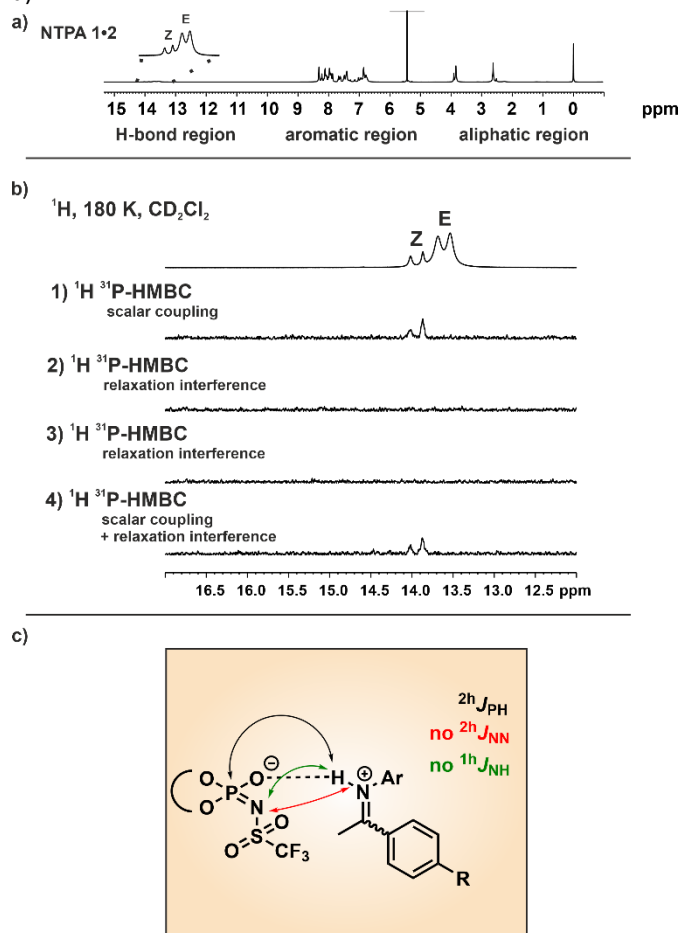 a) NTPA 1•2
Z E
15 14 13 12 11 10 9 8 7 6 5 4 3 2 1 0 ppm
H-bond region aromatic region aliphatic region
b)
¹H, 180 K, CD₂Cl₂
Z E
1) ¹H ³¹P-HMBC
scalar coupling
2) ¹H ³¹P-HMBC
relaxation interference
3) ¹H ³¹P-HMBC
relaxation interference
4) ¹H ³¹P-HMBC
scalar coupling
+ relaxation interference
16.5 16.0 15.5 15.0 14.5 14.0 13.5 13.0 12.5 ppm
c)
²ʰJPH
no ²ʰJNN
no ¹ʰJNH
O O⊖ H ⊕ Ar
P N
O N
S O
O CF₃
R